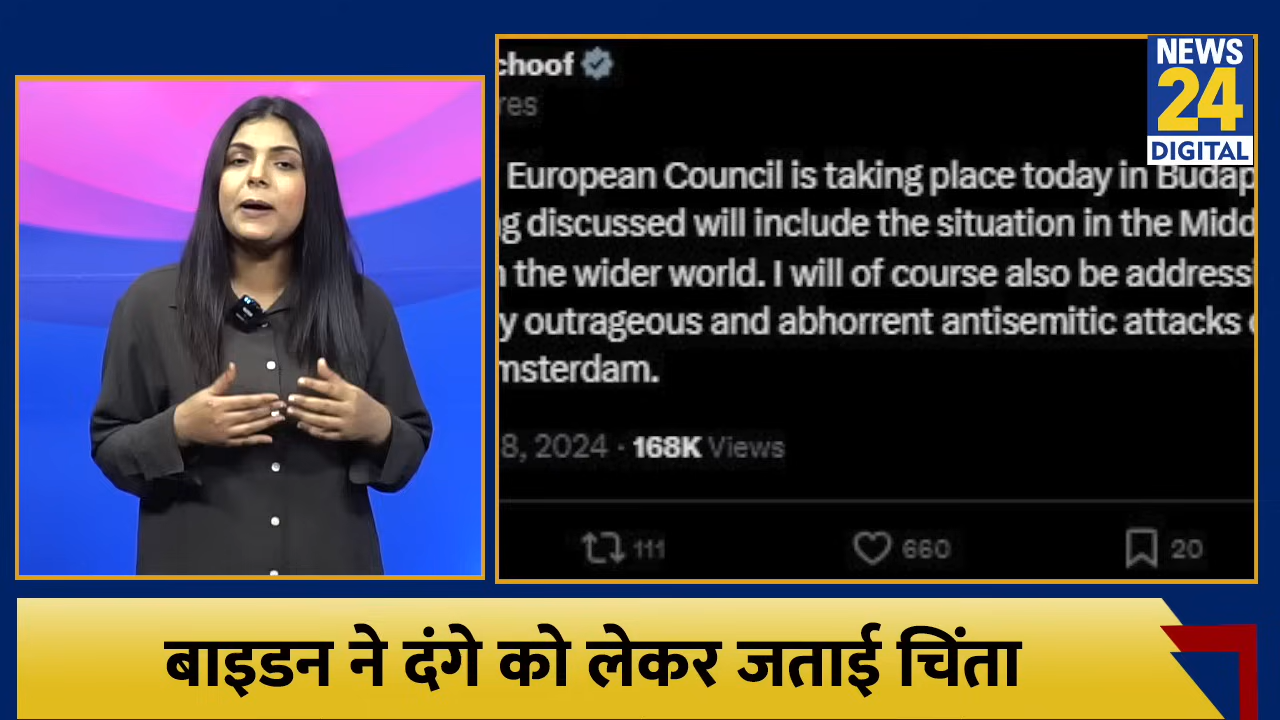 choof
res
European Council is taking place today in Budap
g discussed will include the situation in the Midd
n the wider world. I will of course also be addressi
y outrageous and abhorrent antisemitic attacks
msterdam.
8, 2024 · 168K Views
111 660 20
NEWS
24
DIGITAL
बाइडन ने दंगे को लेकर जताई चिंता